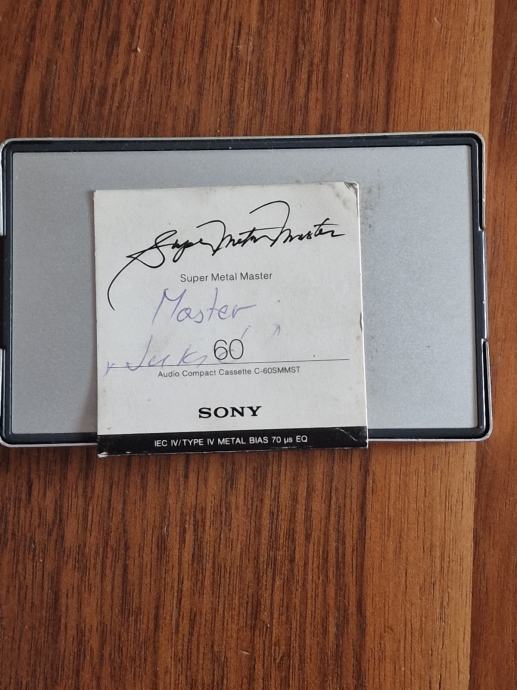 Super Metal Master
Super Metal Master
Master
60
Audio Compact Cassette C-60SMMST
SONY
IEC IV/TYPE IV METAL BIAS 70 µs EQ